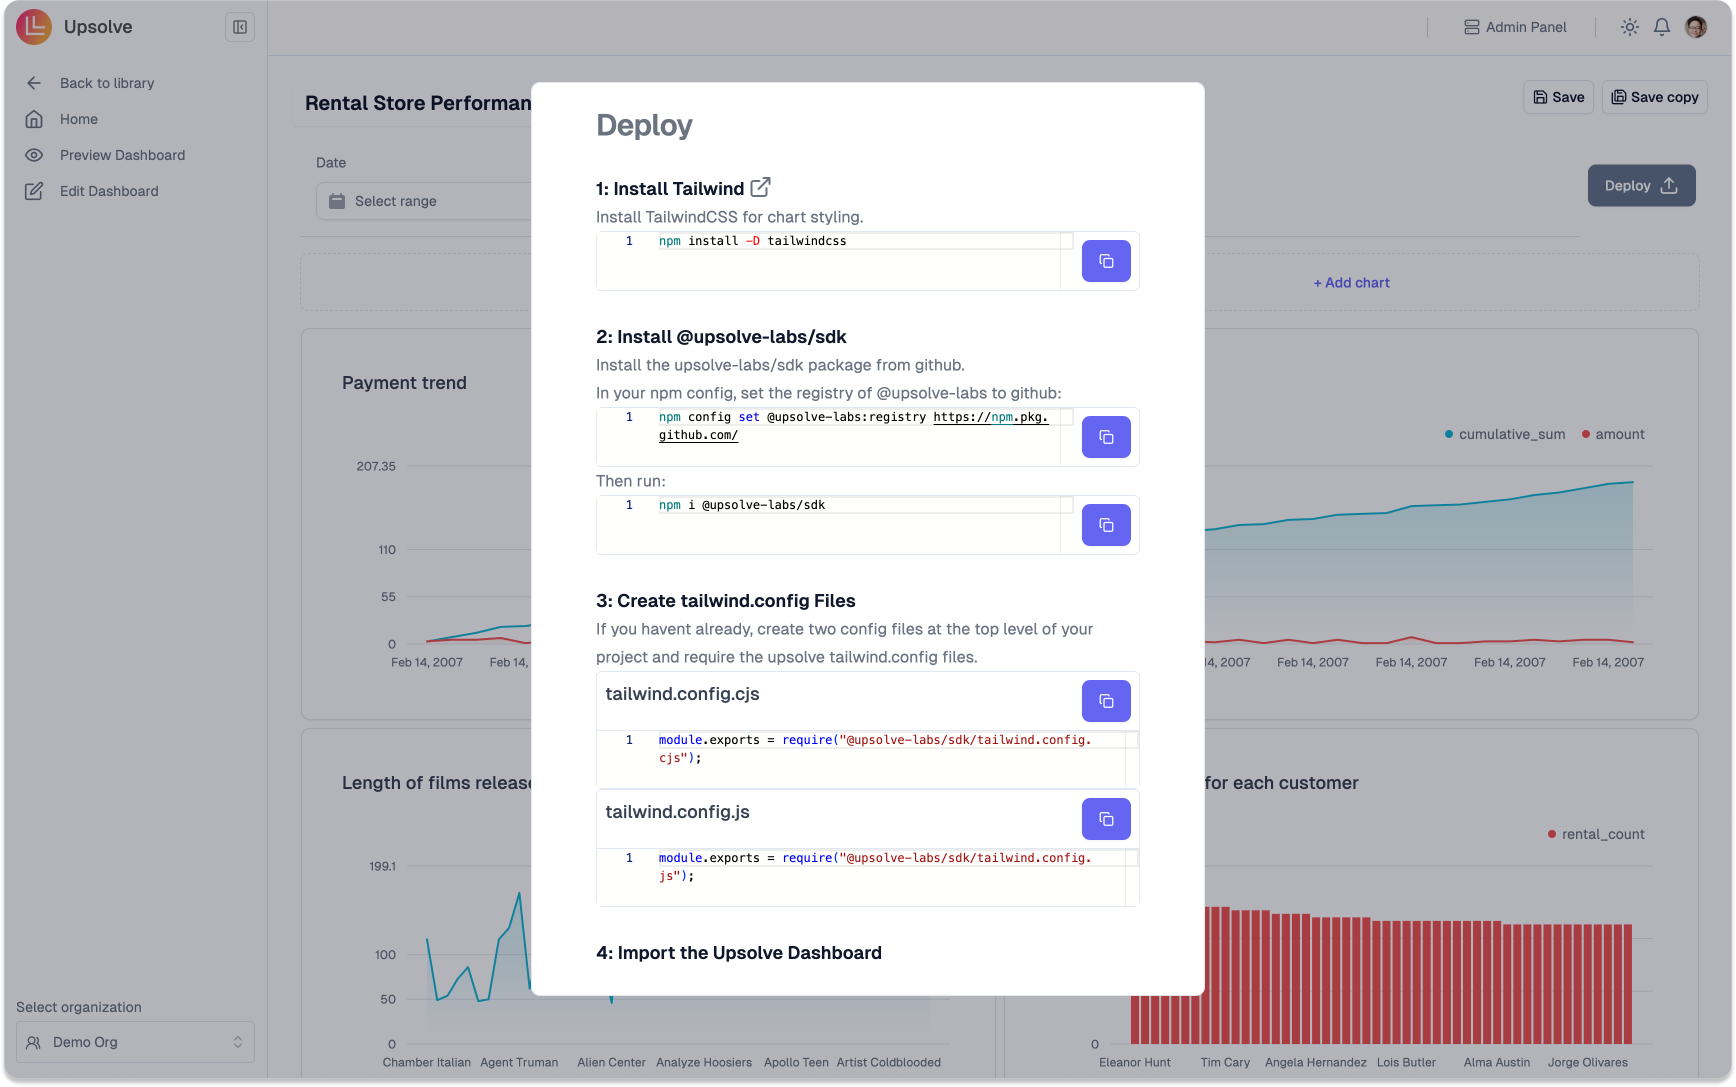 Upsolve
Admin Panel
Back to library
Home
Preview Dashboard
Edit Dashboard
Select organization
Demo Org
Rental Store Performan
Save
Save copy
Date
Select range
Deploy
+ Add chart
Payment trend
cumulative_sum
amount
207.35
110
55
0
Feb 14, 2007
Feb 14,
14, 2007
Feb 14, 2007
Feb 14, 2007
Feb 14, 2007
Feb 14, 2007
Length of films release
199.1
100
50
0
Chamber Italian
Agent Truman
Alien Center
Analyze Hoosiers
Apollo Teen
Artist Coldblooded
for each customer
rental_count
0
Eleanor Hunt
Tim Cary
Angela Hernandez
Lois Butler
Alma Austin
Jorge Olivares
Deploy
1: Install Tailwind
Install TailwindCSS for chart styling.
1 npm install -D tailwindcss
2: Install @upsolve-labs/sdk
Install the upsolve-labs/sdk package from github.
In your npm config, set the registry of @upsolve-labs to github:
1 npm config set @upsolve-labs:registry https://npm.pkg.
github.com/
Then run:
1 npm i @upsolve-labs/sdk
3: Create tailwind.config Files
If you havent already, create two config files at the top level of your
project and require the upsolve tailwind.config files.
tailwind.config.cjs
1 module.exports = require("@upsolve-labs/sdk/tailwind.config.
cjs");
tailwind.config.js
1 module.exports = require("@upsolve-labs/sdk/tailwind.config.
js");
4: Import the Upsolve Dashboard